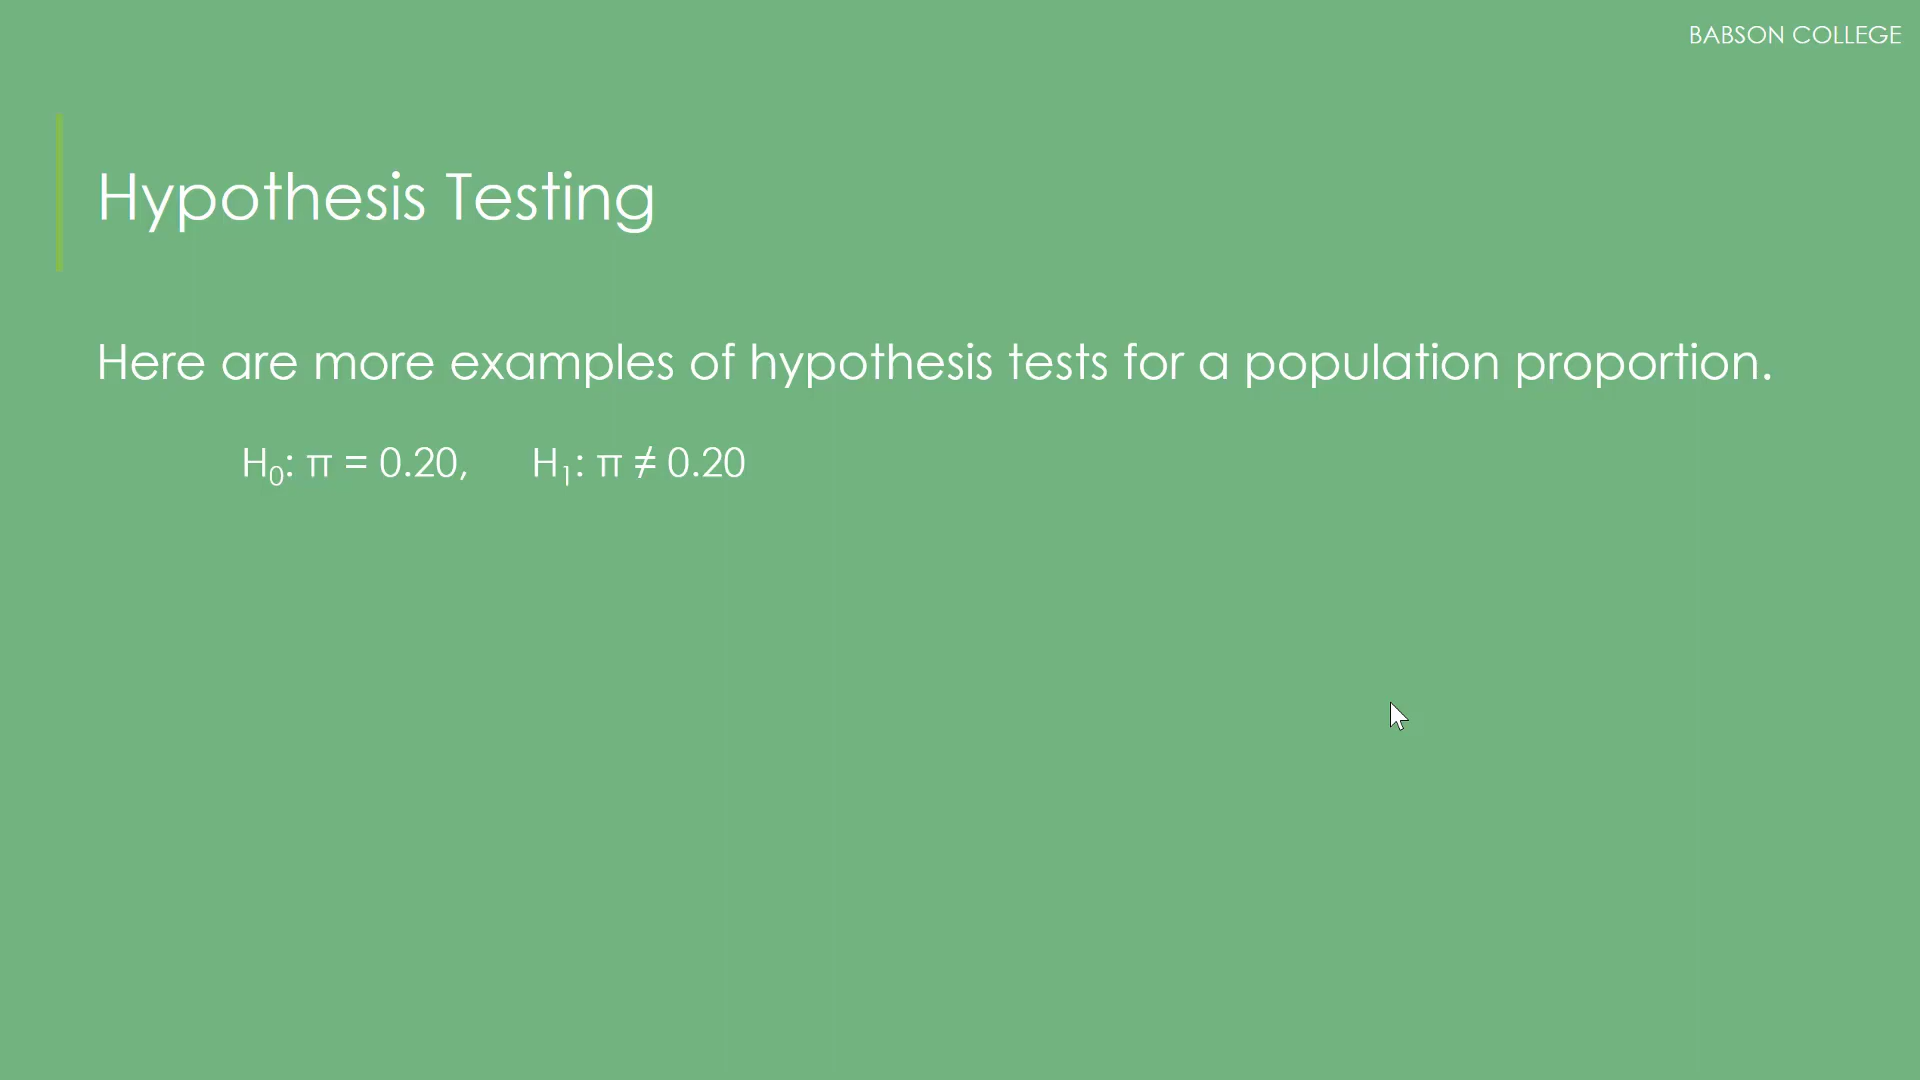 BABSON COLLEGE
Hypothesis Testing
Here are more examples of hypothesis tests for a population proportion.
H₀: π = 0.20, H₁: π ≠ 0.20